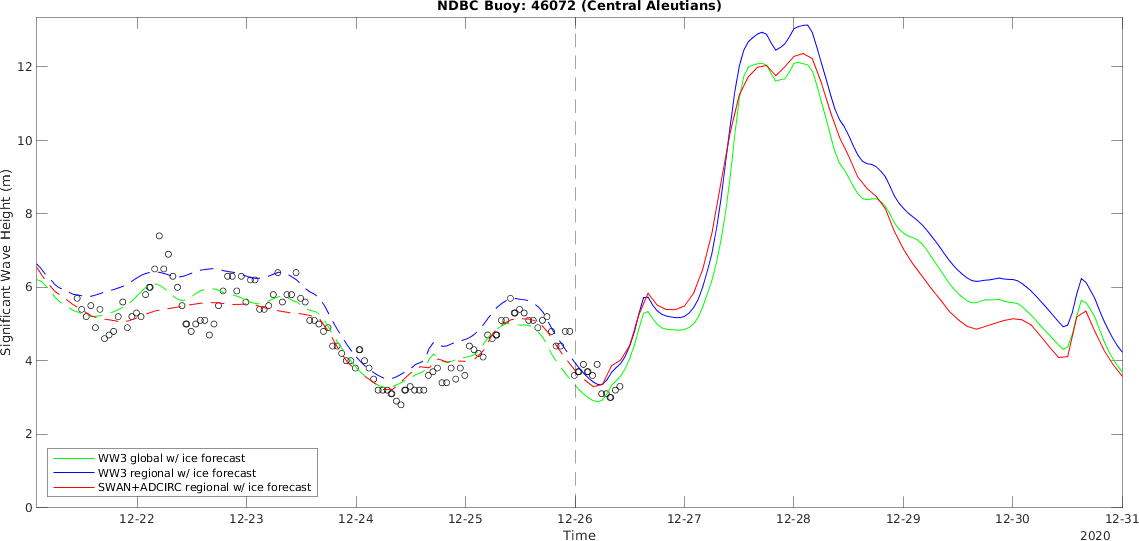 NDBC Buoy: 46072 (Central Aleutians)
Significant Wave Height (m)
12
10
8
6
4
2
0
WW3 global w/ ice forecast
WW3 regional w/ ice forecast
SWAN+ADCIRC regional w/ ice forecast
12-22 12-23 12-24 12-25 12-26 12-27 12-28 12-29 12-30 12-31
Time
2020